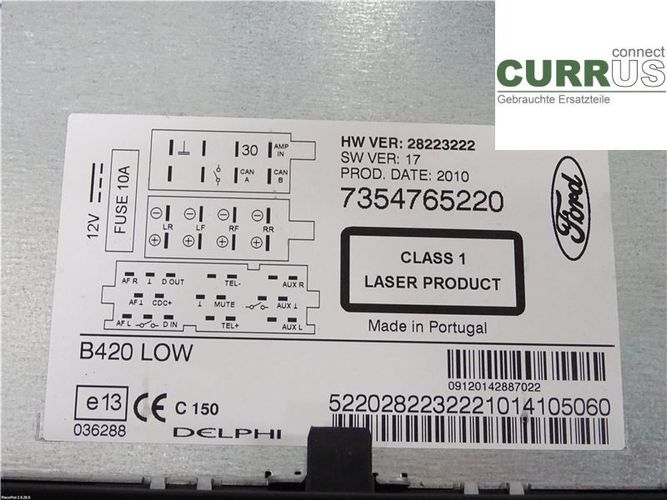 connect
CURRUS
Gebrauchte Ersatzteile
HW VER: 28223222
SW VER: 17
PROD. DATE: 2010
7354765220
Ford
12V
FUSE 10A
30
AMP IN
CAN A
CAN B
LR LF RF RR
AF R D OUT TEL- AUX R
AF CDC+ MUTE AUX
AF L D IN TEL+ AUX L
CLASS 1
LASER PRODUCT
Made in Portugal
B420 LOW
09120142887022
e13 CE C 150
5220282232221014105060
036288 DELPHI